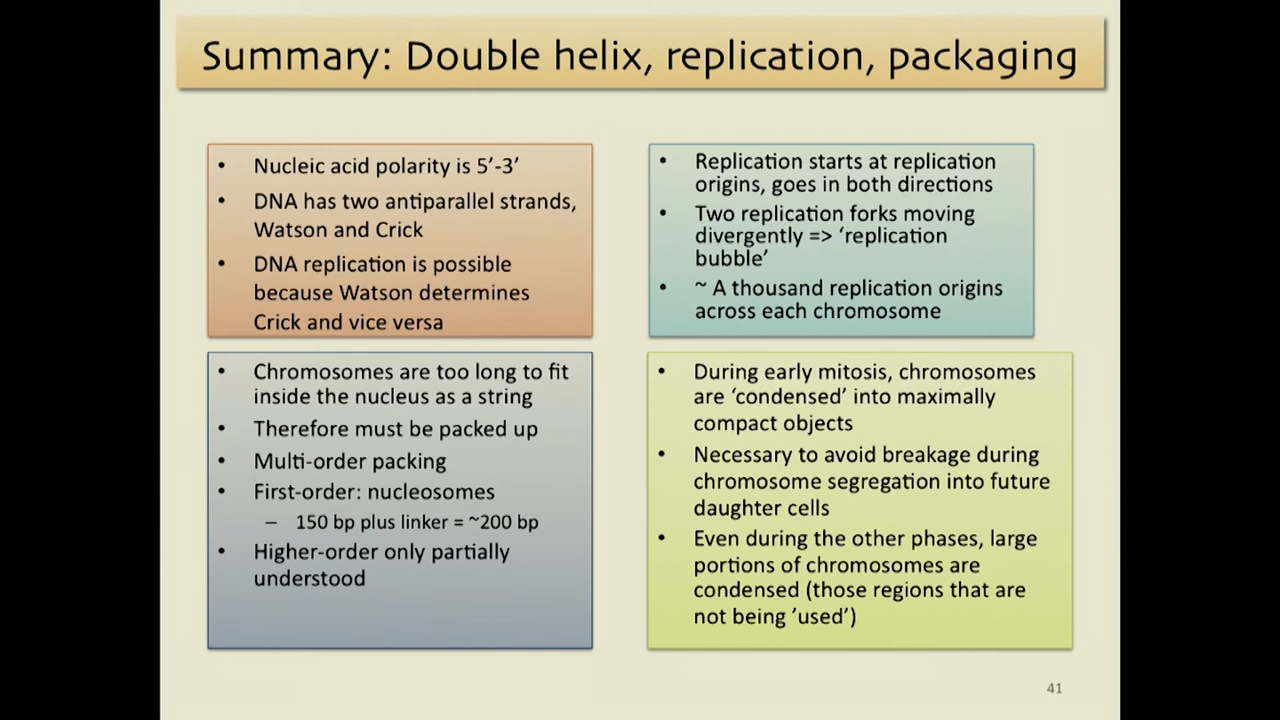 Summary: Double helix, replication, packaging
• Nucleic acid polarity is 5’-3’
• DNA has two antiparallel strands,
Watson and Crick
• DNA replication is possible
because Watson determines
Crick and vice versa
• Replication starts at replication
origins, goes in both directions
• Two replication forks moving
divergently => ‘replication
bubble’
• ~ A thousand replication origins
across each chromosome
• Chromosomes are too long to fit
inside the nucleus as a string
• Therefore must be packed up
• Multi-order packing
• First-order: nucleosomes
– 150 bp plus linker = ~200 bp
• Higher-order only partially
understood
• During early mitosis, chromosomes
are ‘condensed’ into maximally
compact objects
• Necessary to avoid breakage during
chromosome segregation into future
daughter cells
• Even during the other phases, large
portions of chromosomes are
condensed (those regions that are
not being ’used’)
41